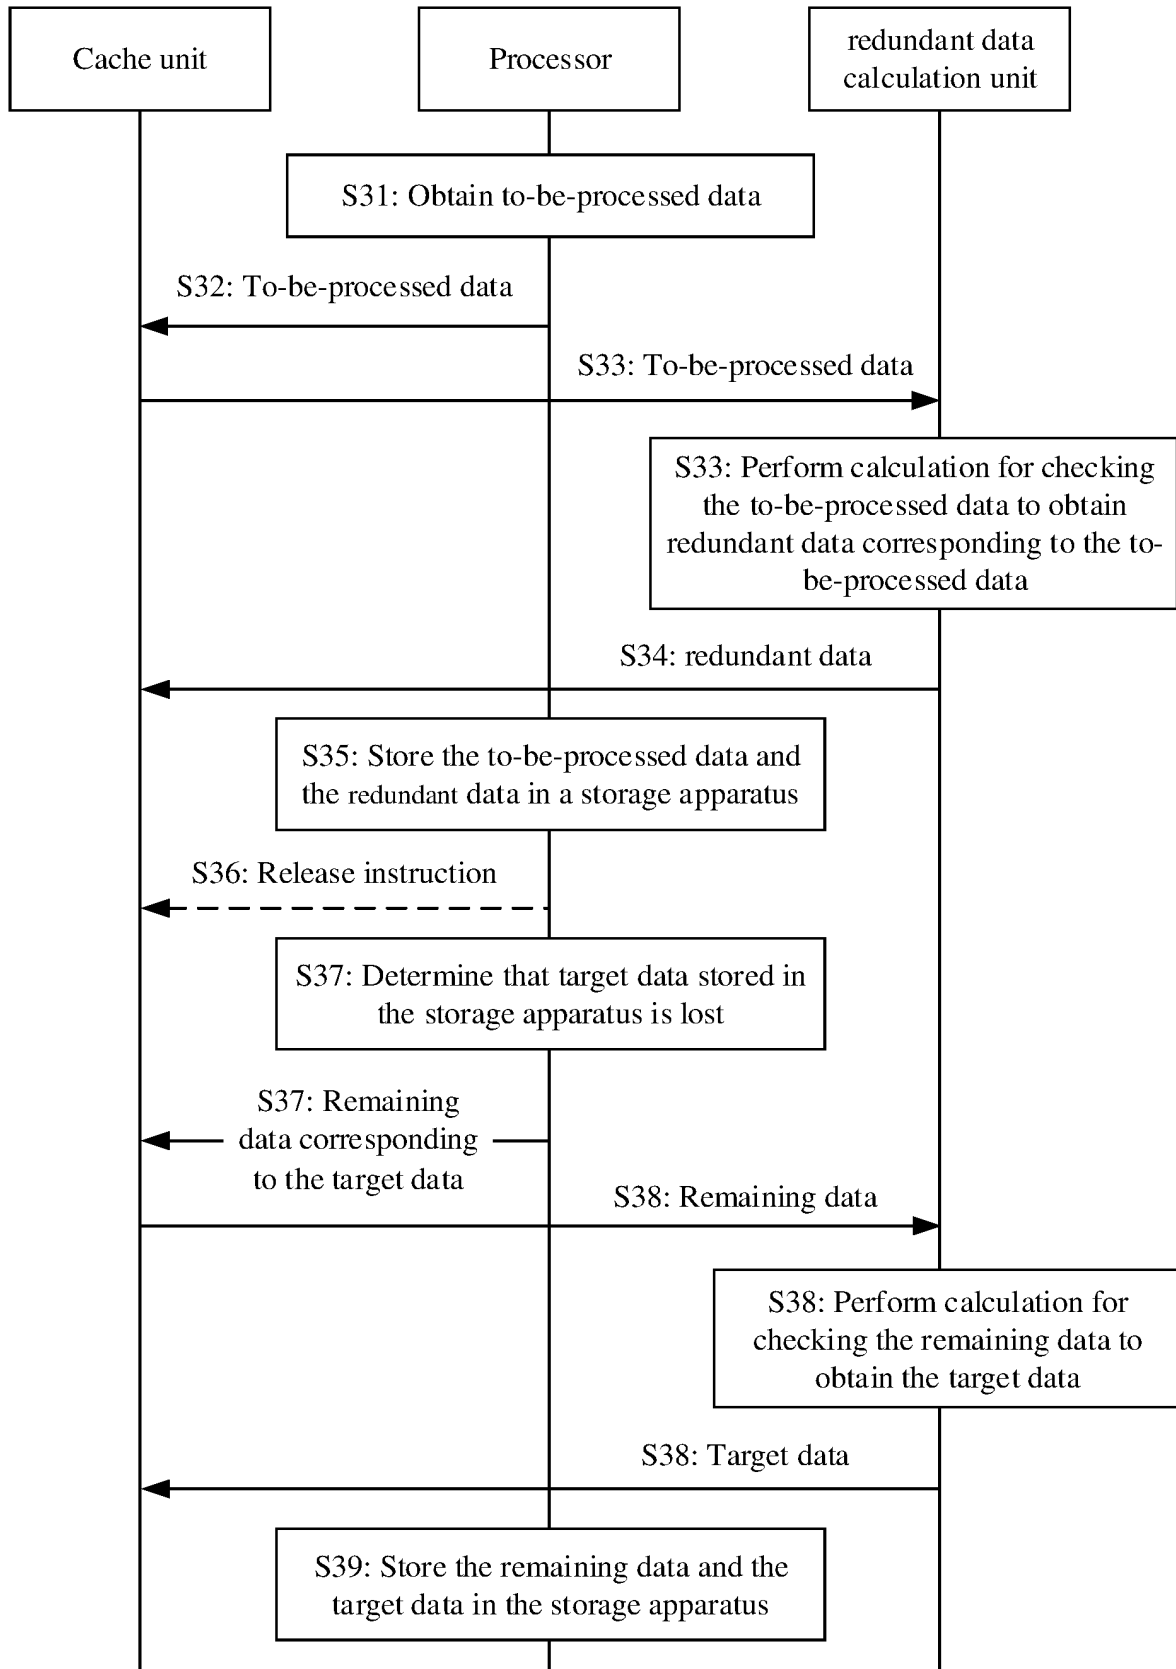 Cache unit
Processor
redundant data
calculation unit
S31: Obtain to-be-processed data
S32: To-be-processed data
S33: To-be-processed data
S33: Perform calculation for checking
the to-be-processed data to obtain
redundant data corresponding to the to-
be-processed data
S34: redundant data
S35: Store the to-be-processed data and
the redundant data in a storage apparatus
S36: Release instruction
S37: Determine that target data stored in
the storage apparatus is lost
S37: Remaining
data corresponding
to the target data
S38: Remaining data
S38: Perform calculation for
checking the remaining data to
obtain the target data
S38: Target data
S39: Store the remaining data and the
target data in the storage apparatus